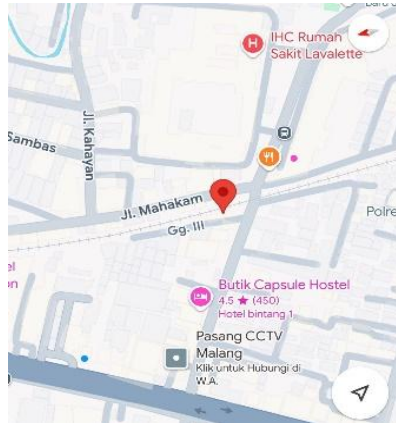 IHC Rumah
Sakit Lavalette
Jl. Kahayan
Sambas
Jl. Mahakam
Gg. III
Polre
Butik Capsule Hostel
4.5 ★ (450)
Hotel bintang 1
Pasang CCTV
Malang
Klik untuk Hubungi di
W.A.